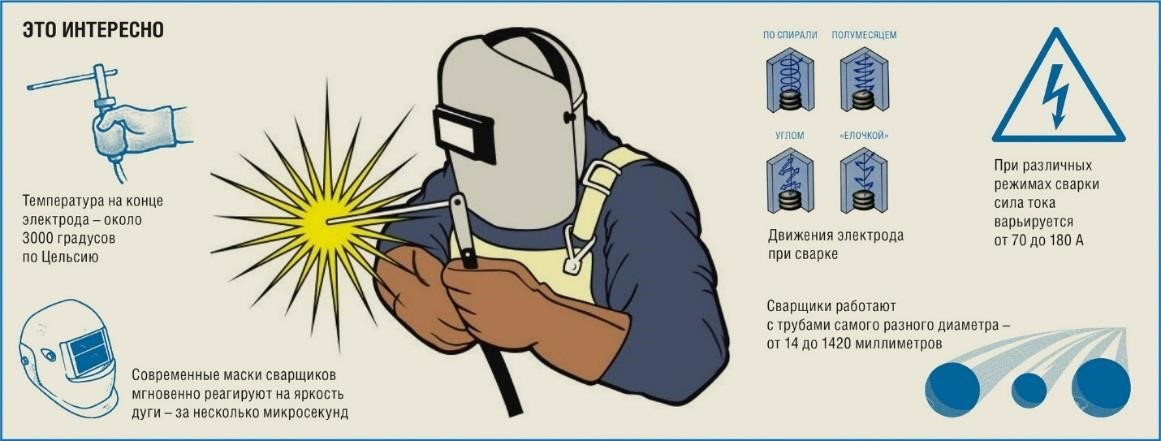 ЭТО ИНТЕРЕСНО
Температура на конце
электрода – около
3000 градусов
по Цельсию
Современные маски сварщиков
мгновенно реагируют на яркость
дуги – за несколько микросекунд
ПО СПИРАЛИ
ПОЛУМЕСЯЦЕМ
УГЛОМ
«ЕЛОЧКОЙ»
Движения электрода
при сварке
При различных
режимах сварки
сила тока
варьируется
от 70 до 180 А
Сварщики работают
с трубами самого разного диаметра –
от 14 до 1420 миллиметров